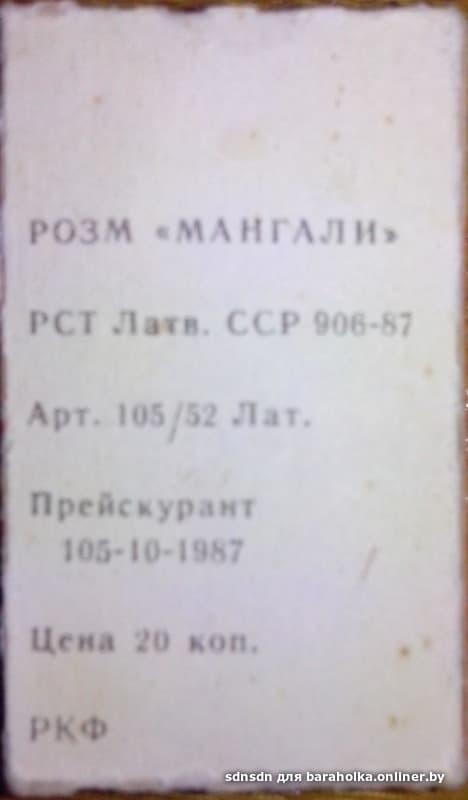 РОЗМ «МАНГАЛИ»
РСТ Латв. ССР 906-87
Арт. 105/52 Лат.
Прейскурант
105-10-1987
Цена 20 коп.
РКФ
sdnsdn для baraholka.onliner.by